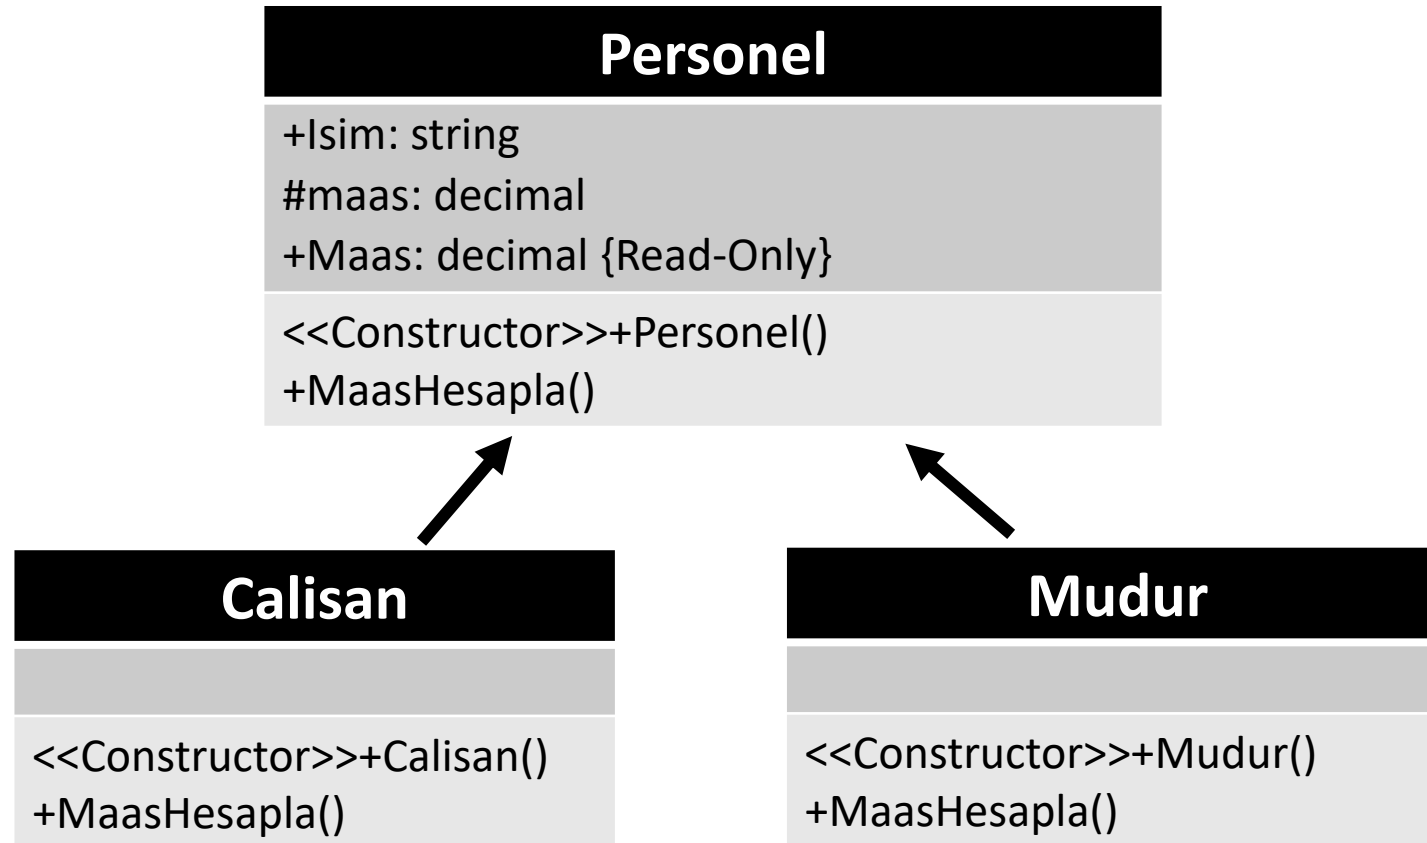 Personel
+Isim: string
#maas: decimal
+Maas: decimal {Read-Only}
<<Constructor>>+Personel()
+MaasHesapla()
Calisan
<<Constructor>>+Calisan()
+MaasHesapla()
Mudur
<<Constructor>>+Mudur()
+MaasHesapla()